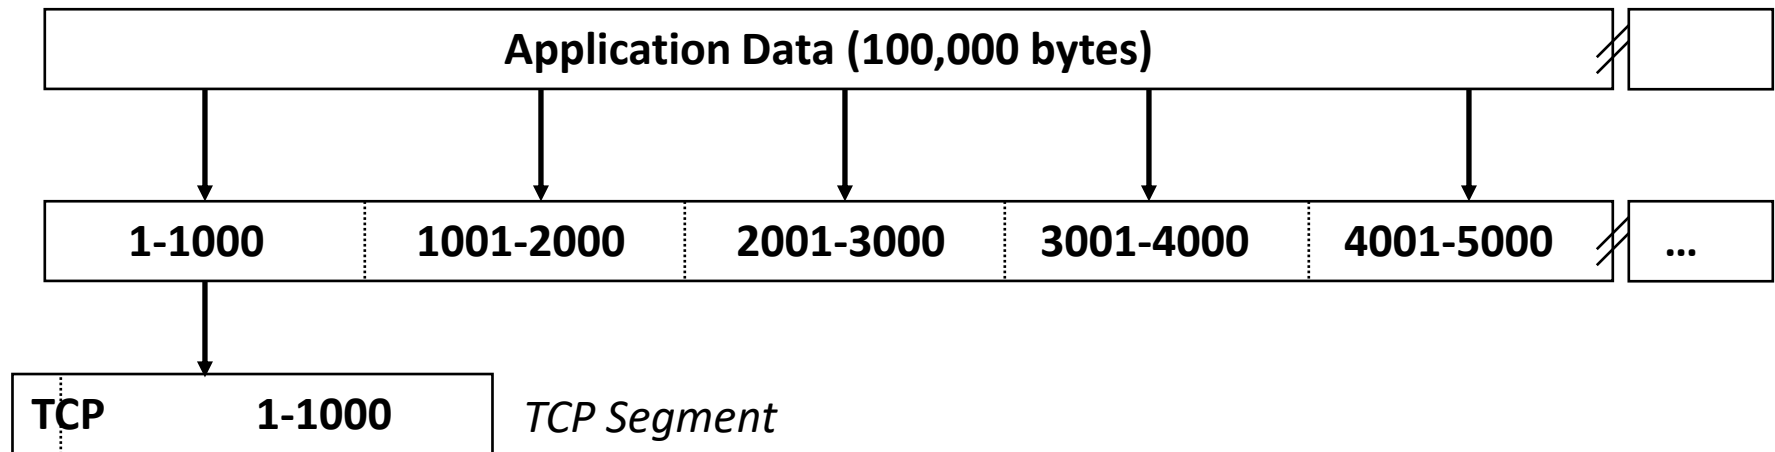 Application Data (100,000 bytes)
1-1000 1001-2000 2001-3000 3001-4000 4001-5000 ...
TCP 1-1000 TCP Segment